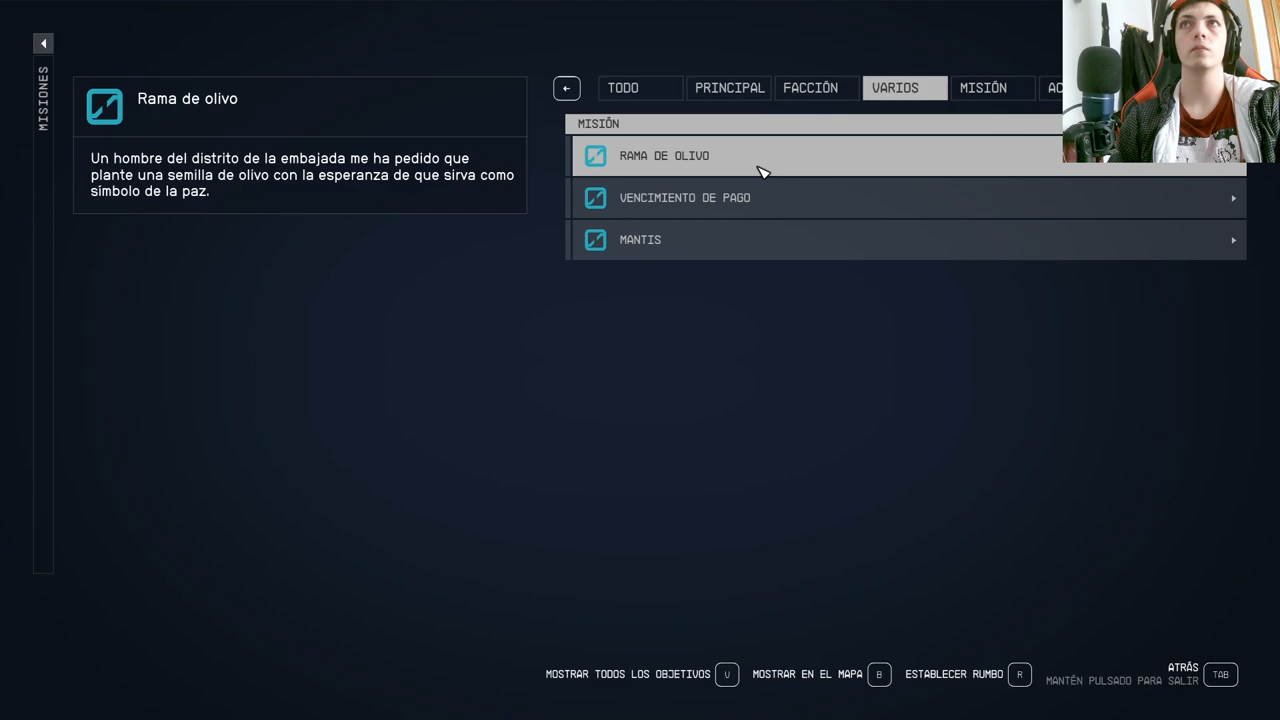 MISIONES
Rama de olivo
Un hombre del distrito de la embajada me ha pedido que
plante una semilla de olivo con la esperanza de que sirva como
símbolo de la paz.
TODO
PRINCIPAL
FACCIÓN
VARIOS
MISIÓN
AC
MISIÓN
RAMA DE OLIVO
VENCIMIENTO DE PAGO
MANTIS
MOSTRAR TODOS LOS OBJETIVOS U
MOSTRAR EN EL MAPA B
ESTABLECER RUMBO R
ATRÁS
MANTÉN PULSADO PARA SALIR TAB